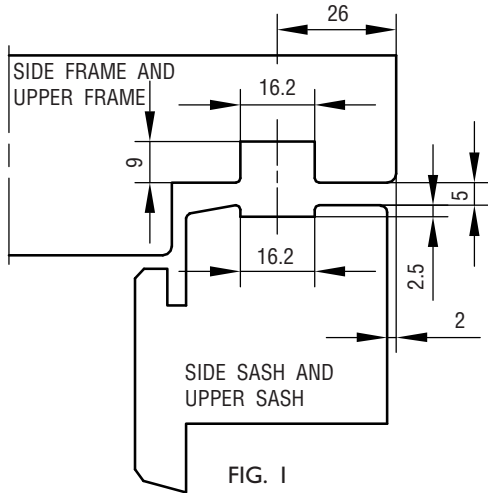 26
SIDE FRAME AND
UPPER FRAME
16.2
9
5
16.2
2.5
2
SIDE SASH AND
UPPER SASH
FIG. I